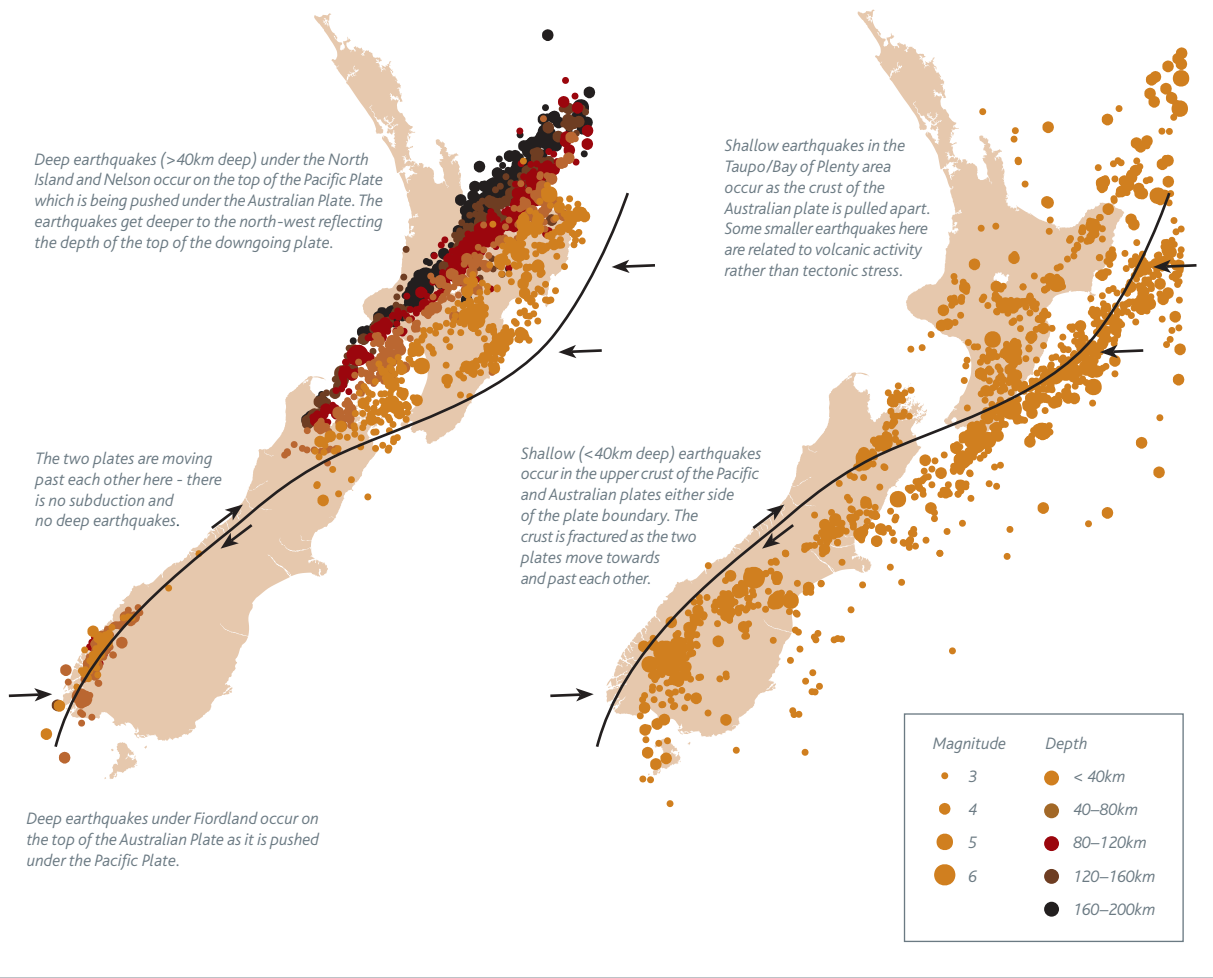 Deep earthquakes (>40km deep) under the North
Island and Nelson occur on the top of the Pacific Plate
which is being pushed under the Australian Plate. The
earthquakes get deeper to the north-west reflecting
the depth of the top of the downgoing plate.
Shallow earthquakes in the
Taupo/Bay of Plenty area
occur as the crust of the
Australian plate is pulled apart.
Some smaller earthquakes here
are related to volcanic activity
rather than tectonic stress.
The two plates are moving
past each other here - there
is no subduction and
no deep earthquakes.
Shallow (<40km deep) earthquakes
occur in the upper crust of the Pacific
and Australian plates either side
of the plate boundary. The
crust is fractured as the two
plates move towards
and past each other.
Deep earthquakes under Fiordland occur on
the top of the Australian Plate as it is pushed
under the Pacific Plate.
Magnitude
3
4
5
6
Depth
< 40km
40–80km
80–120km
120–160km
160–200km